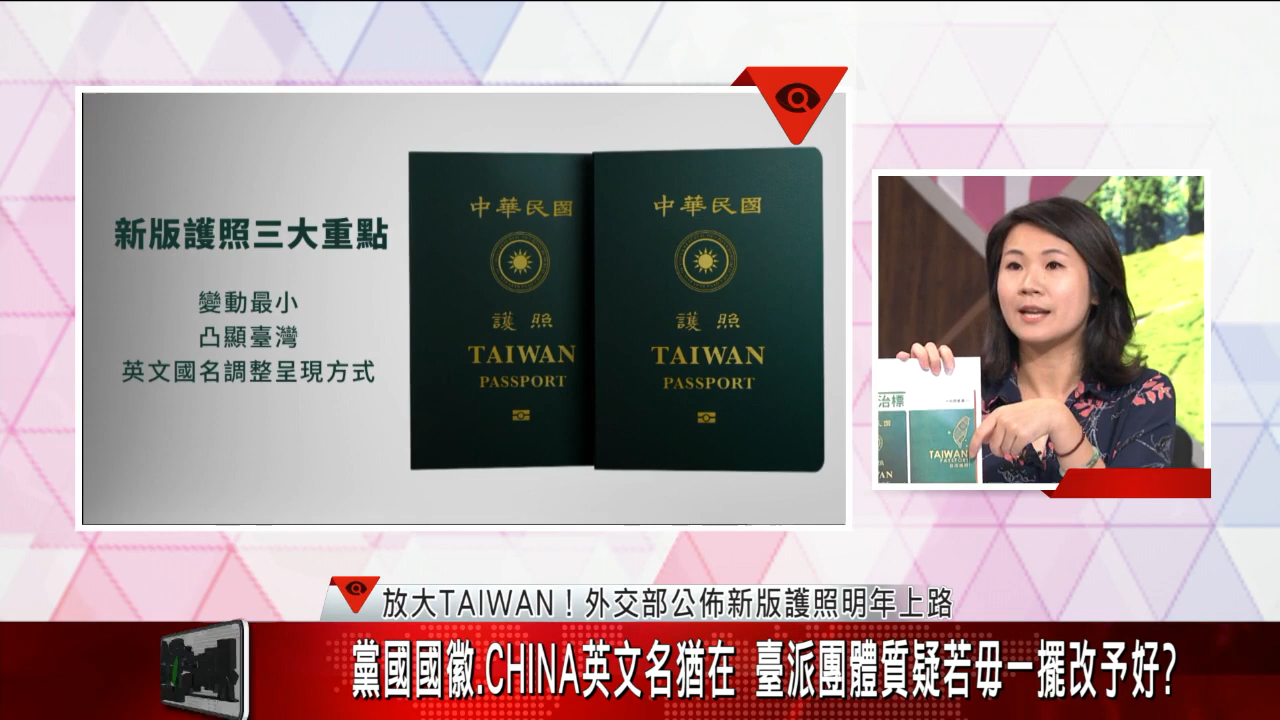 新版護照三大重點
變動最小
凸顯臺灣
英文國名調整呈現方式
中華民國
護照
TAIWAN
PASSPORT
中華民國
護照
TAIWAN
PASSPORT
治標
TAIWAN
PASSPORT
放大TAIWAN！外交部公佈新版護照明年上路
黨國國徽.CHINA英文名猶在 臺派團體質疑若毋一擺改予好?